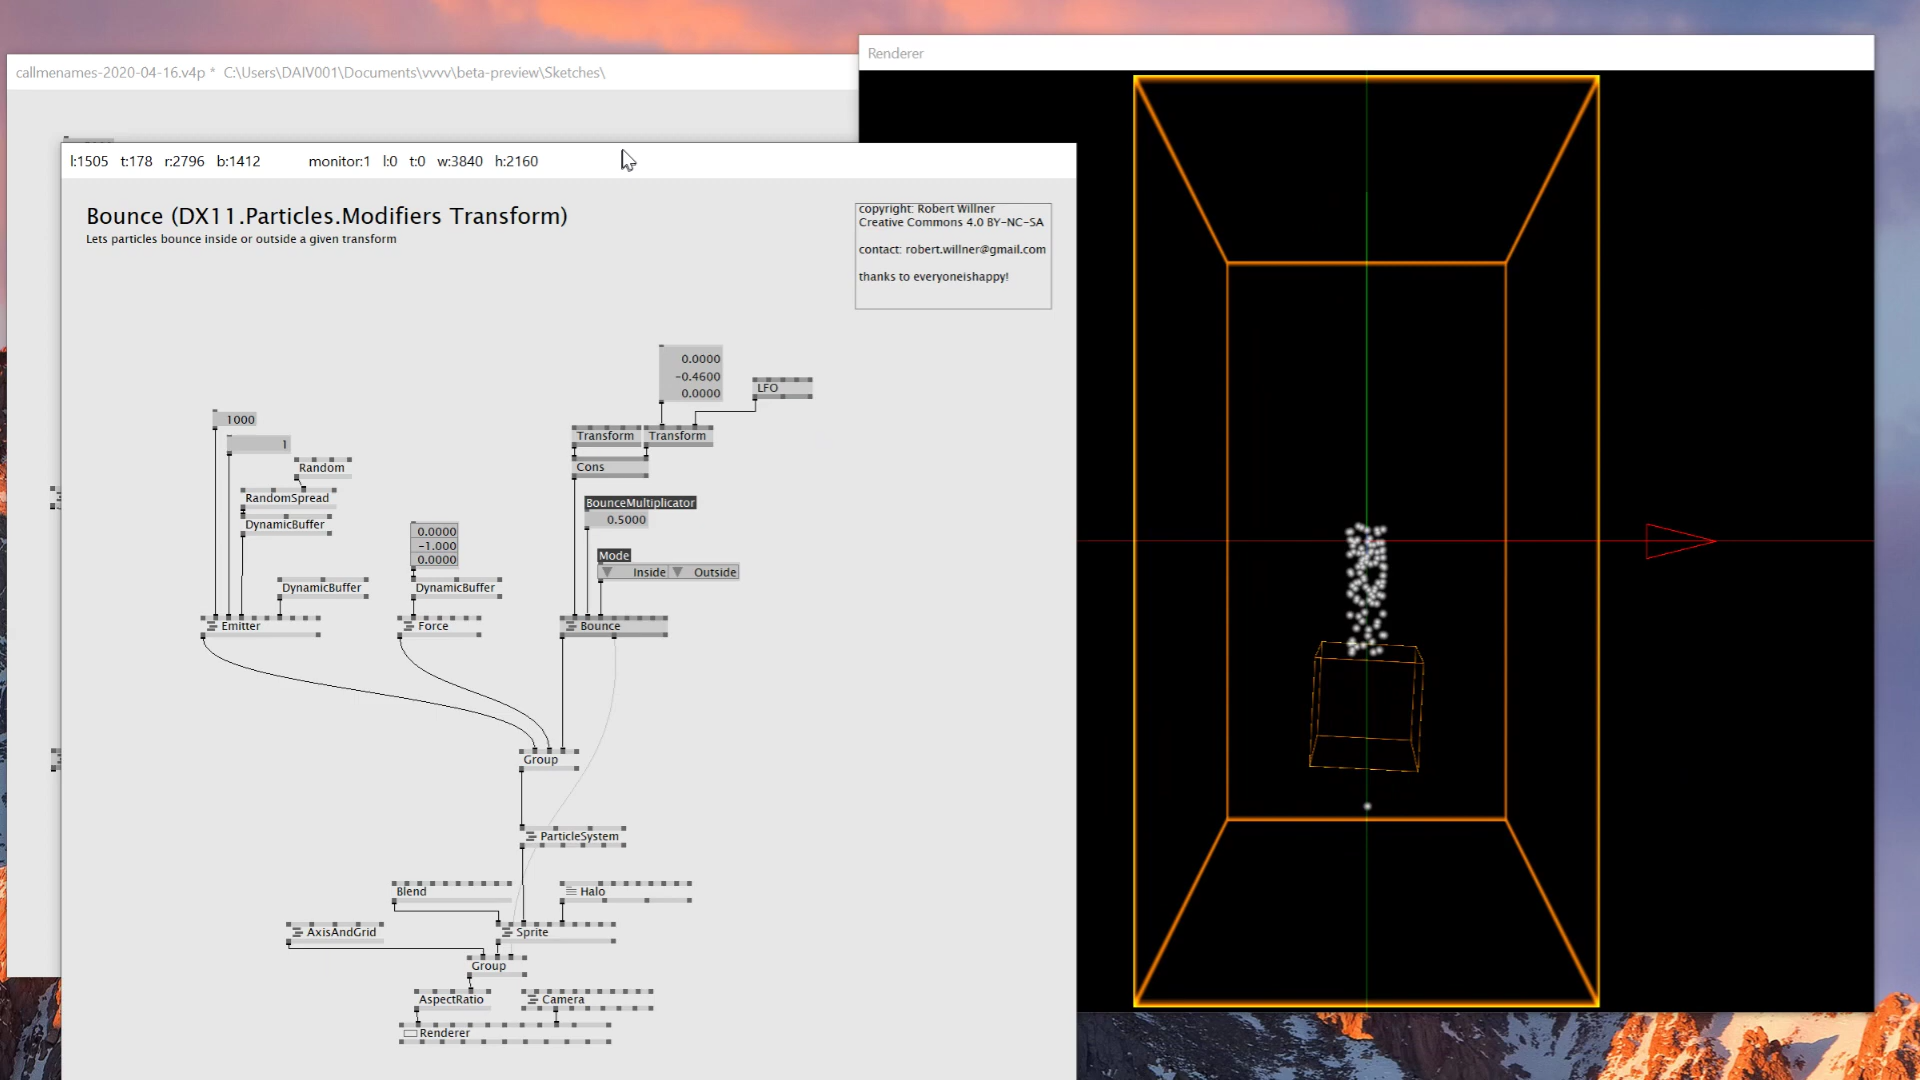 Renderer
callmenames-2020-04-16.v4p * C:\Users\DAIV001\Documents\vvvv\beta-preview\Sketches\
l:1505 t:178 r:2796 b:1412 monitor:1 l:0 t:0 w:3840 h:2160
Bounce (DX11.Particles.Modifiers Transform)
Lets particles bounce inside or outside a given transform
copyright: Robert Willner
Creative Commons 4.0 BY-NC-SA
contact: robert.willner@gmail.com
thanks to everyoneishappy!
0.0000
-0.4600
0.0000
LFO
1000
1
Transform
Transform
Random
Cons
RandomSpread
BounceMultiplicator
0.5000
DynamicBuffer
0.0000
-1.000
0.0000
Mode
Inside
Outside
DynamicBuffer
DynamicBuffer
Emitter
Force
Bounce
Group
ParticleSystem
Blend
Halo
AxisAndGrid
Sprite
Group
AspectRatio
Camera
Renderer